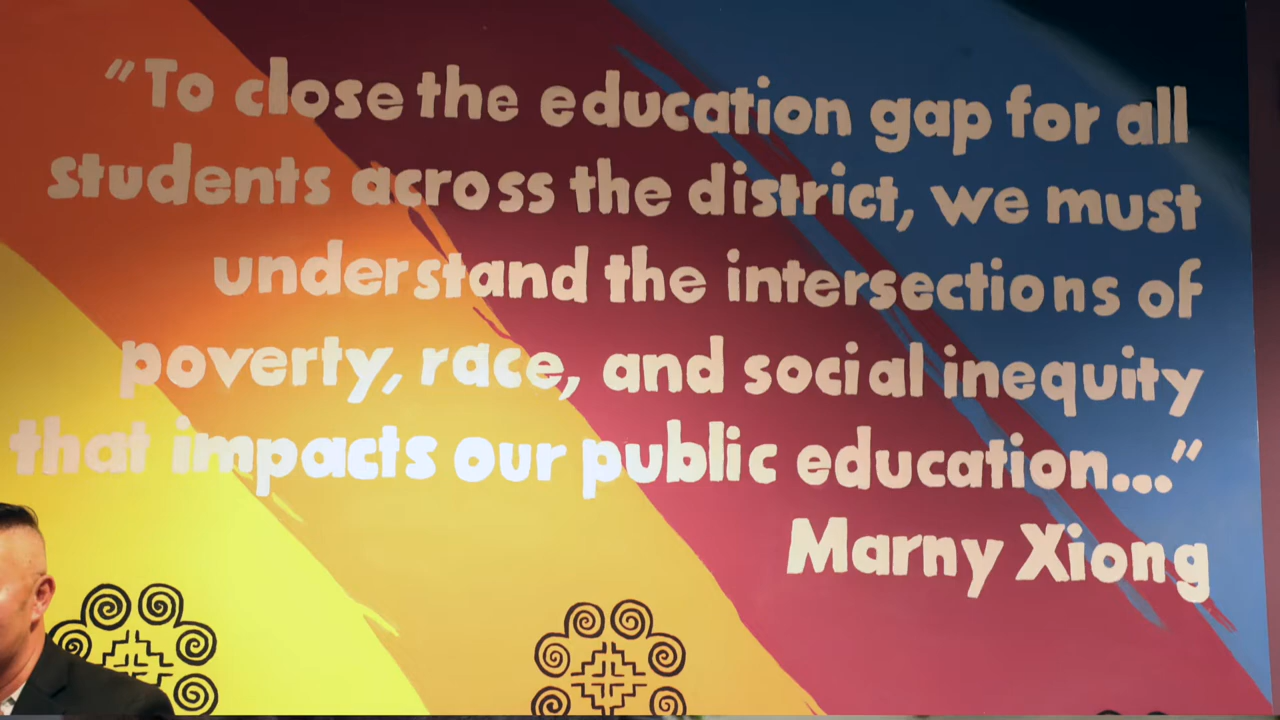 “To close the education gap for all
students across the district, we must
understand the intersections of
poverty, race, and social inequity
that impacts our public education...”
Marny Xiong